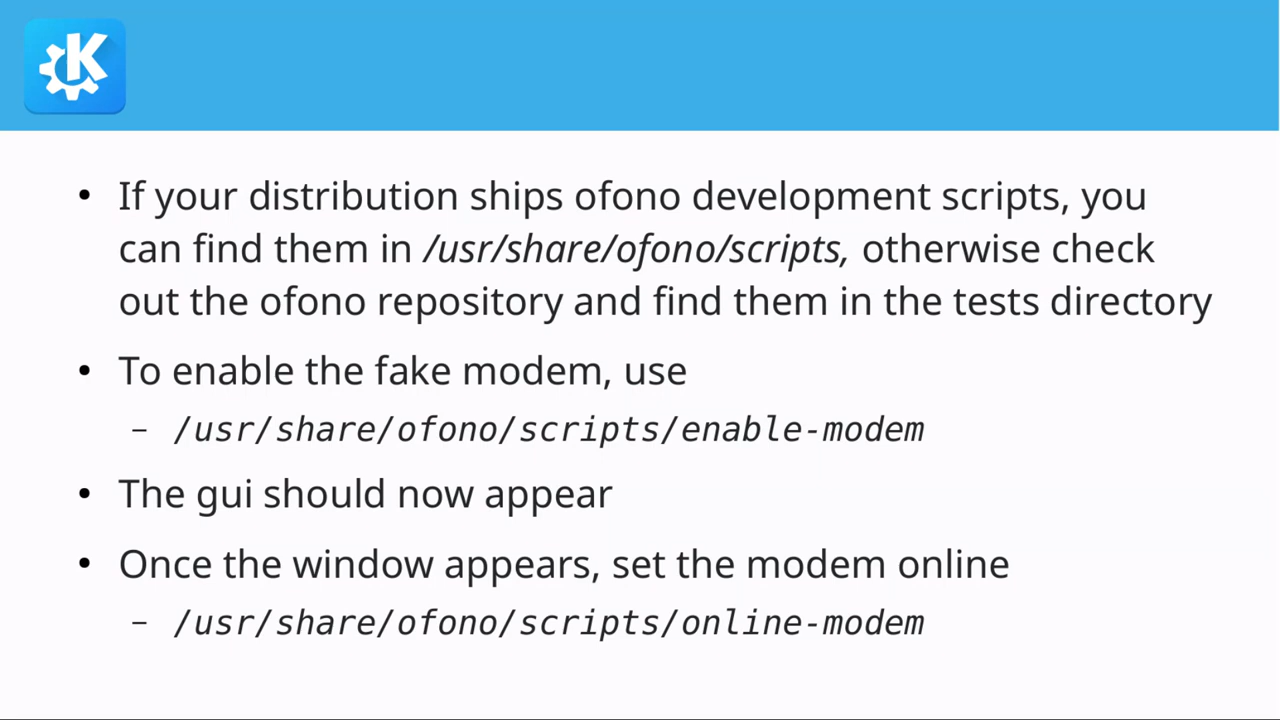 • If your distribution ships ofono development scripts, you
can find them in /usr/share/ofono/scripts, otherwise check
out the ofono repository and find them in the tests directory
• To enable the fake modem, use
– /usr/share/ofono/scripts/enable-modem
• The gui should now appear
• Once the window appears, set the modem online
– /usr/share/ofono/scripts/online-modem